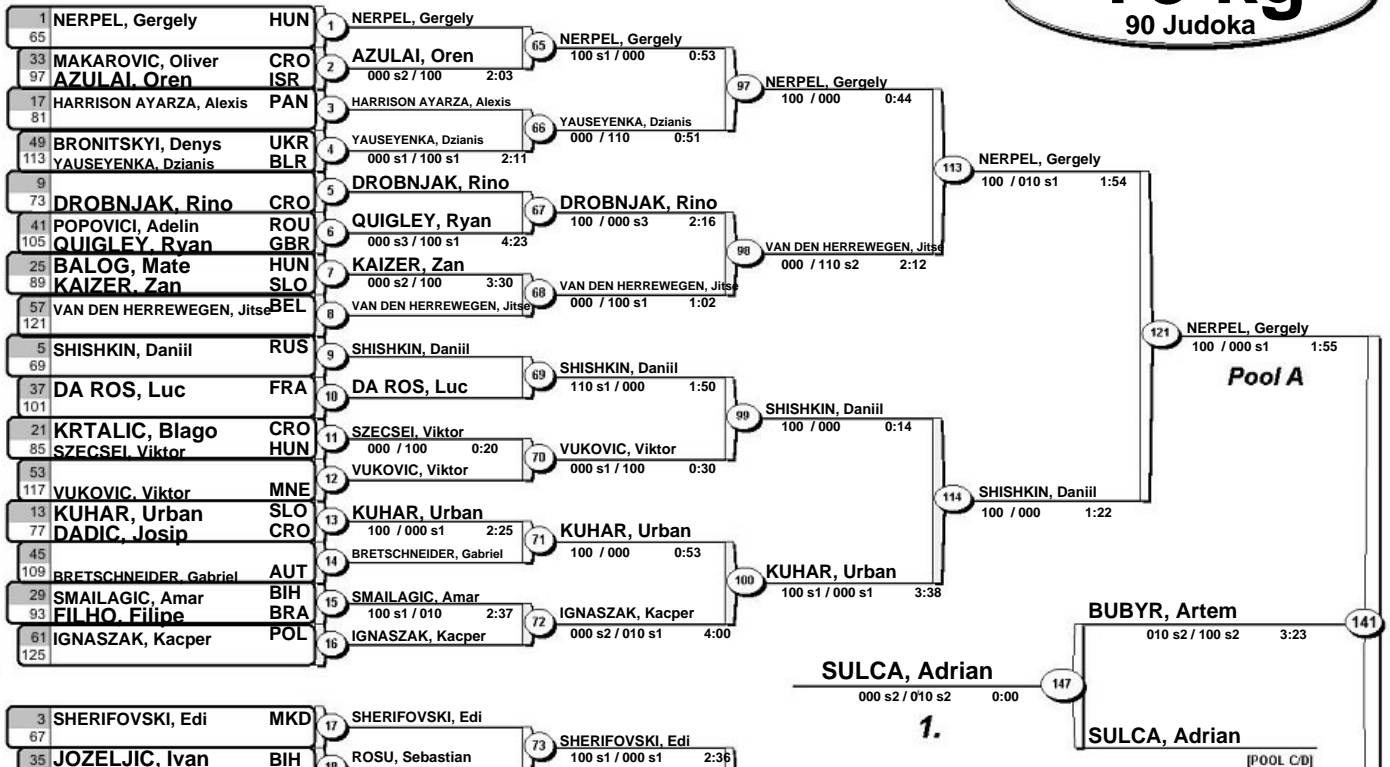 73 kg
90 Judoka
1 NERPEL, Gergely HUN
65
33 MAKAROVIC, Oliver CRO
97 AZULAI, Oren ISR
17 HARRISON AYARZA, Alexis PAN
81
49 BRONITSKYI, Denys UKR
113 YAUSEYENKA, Dzianis BLR
9
73 DROBNJAK, Rino CRO
41 POPOVICI, Adelin ROU
105 QUIGLEY, Ryan GBR
25 BALOG, Mate HUN
89 KAIZER, Zan SLO
57 VAN DEN HERREWEGEN, Jitse BEL
121
5 SHISHKIN, Daniil RUS
69
37 DA ROS, Luc FRA
101
21 KRTALIC, Blago CRO
85 SZECSEI, Viktor HUN
53
117 VUKOVIC, Viktor MNE
13 KUHAR, Urban SLO
77 DADIC, Josip CRO
45
109 BRETSCHNEIDER, Gabriel AUT
29 SMAILAGIC, Amar BIH
93 FILHO, Filipe BRA
61 IGNASZAK, Kacper POL
125
3 SHERIFOVSKI, Edi MKD
67
35 JOZELJIC, Ivan BIH
1 NERPEL, Gergely
2 AZULAI, Oren
000 s2 / 100 2:03
3 HARRISON AYARZA, Alexis
4 YAUSEYENKA, Dzianis
000 s1 / 100 s1 2:11
5 DROBNJAK, Rino
6 QUIGLEY, Ryan
000 s3 / 100 s1 4:23
7 KAIZER, Zan
000 s2 / 100 3:30
8 VAN DEN HERREWEGEN, Jitse
9 SHISHKIN, Daniil
10 DA ROS, Luc
11 SZECSEI, Viktor
000 / 100 0:20
12 VUKOVIC, Viktor
13 KUHAR, Urban
100 / 000 s1 2:25
14 BRETSCHNEIDER, Gabriel
15 SMAILAGIC, Amar
100 s1 / 010 2:37
16 IGNASZAK, Kacper
17 SHERIFOVSKI, Edi
18 ROSU, Sebastian
65 NERPEL, Gergely
100 s1 / 000 0:53
66 YAUSEYENKA, Dzianis
000 / 110 0:51
67 DROBNJAK, Rino
100 / 000 s3 2:16
68 VAN DEN HERREWEGEN, Jitse
000 / 100 s1 1:02
69 SHISHKIN, Daniil
110 s1 / 000 1:50
70 VUKOVIC, Viktor
000 s1 / 100 0:30
71 KUHAR, Urban
100 / 000 0:53
72 IGNASZAK, Kacper
000 s2 / 010 s1 4:00
73 SHERIFOVSKI, Edi
100 s1 / 000 s1 2:36
97 NERPEL, Gergely
100 / 000 0:44
98 VAN DEN HERREWEGEN, Jitse
000 / 110 s2 2:12
99 SHISHKIN, Daniil
100 / 000 0:14
100 KUHAR, Urban
100 s1 / 000 s1 3:38
113 NERPEL, Gergely
100 / 010 s1 1:54
114 SHISHKIN, Daniil
100 / 000 1:22
121 NERPEL, Gergely
100 / 000 s1 1:55
Pool A
BUBYR, Artem 141
010 s2 / 100 s2 3:23
SULCA, Adrian 147
000 s2 / 010 s2 0:00
1.
SULCA, Adrian
[POOL C/D]